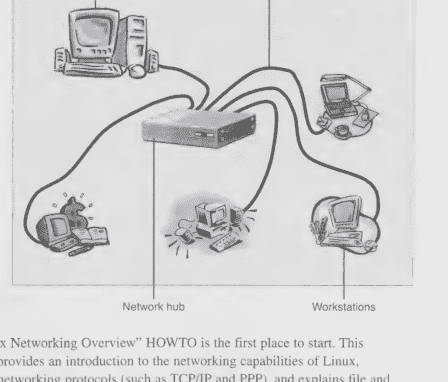 Network hub
Workstations
x Networking Overview” HOWTO is the first place to start. This
provides an introduction to the networking capabilities of Linux,
networking protocols (such as TCP/IP and PPP), and explains file and